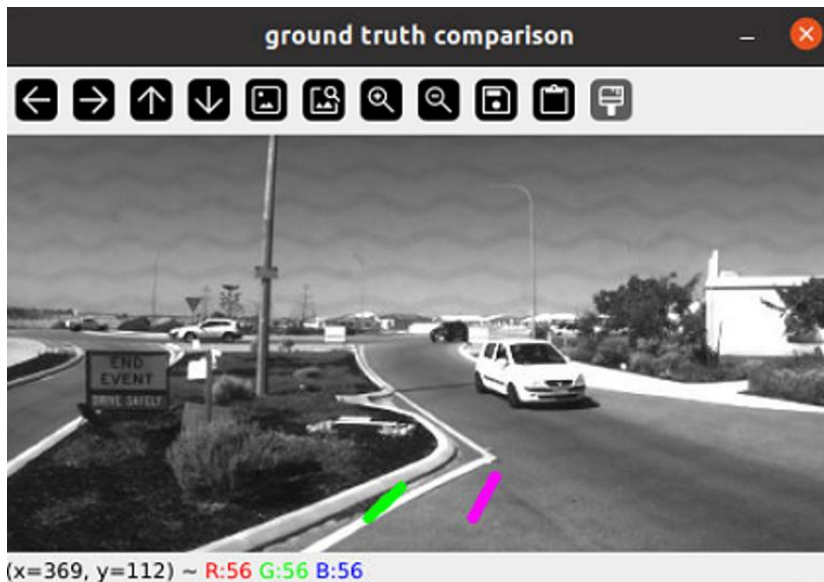 ground truth comparison
END
EVENT
DRIVE SAFELY
(x=369, y=112) ~ R:56 G:56 B:56